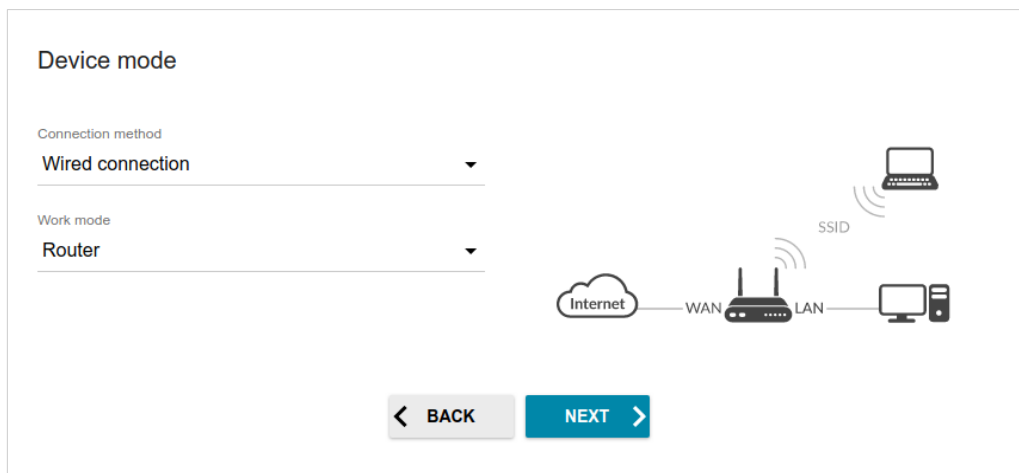 Device mode
Connection method
Wired connection
Work mode
Router
SSID
Internet
WAN
LAN
BACK
NEXT